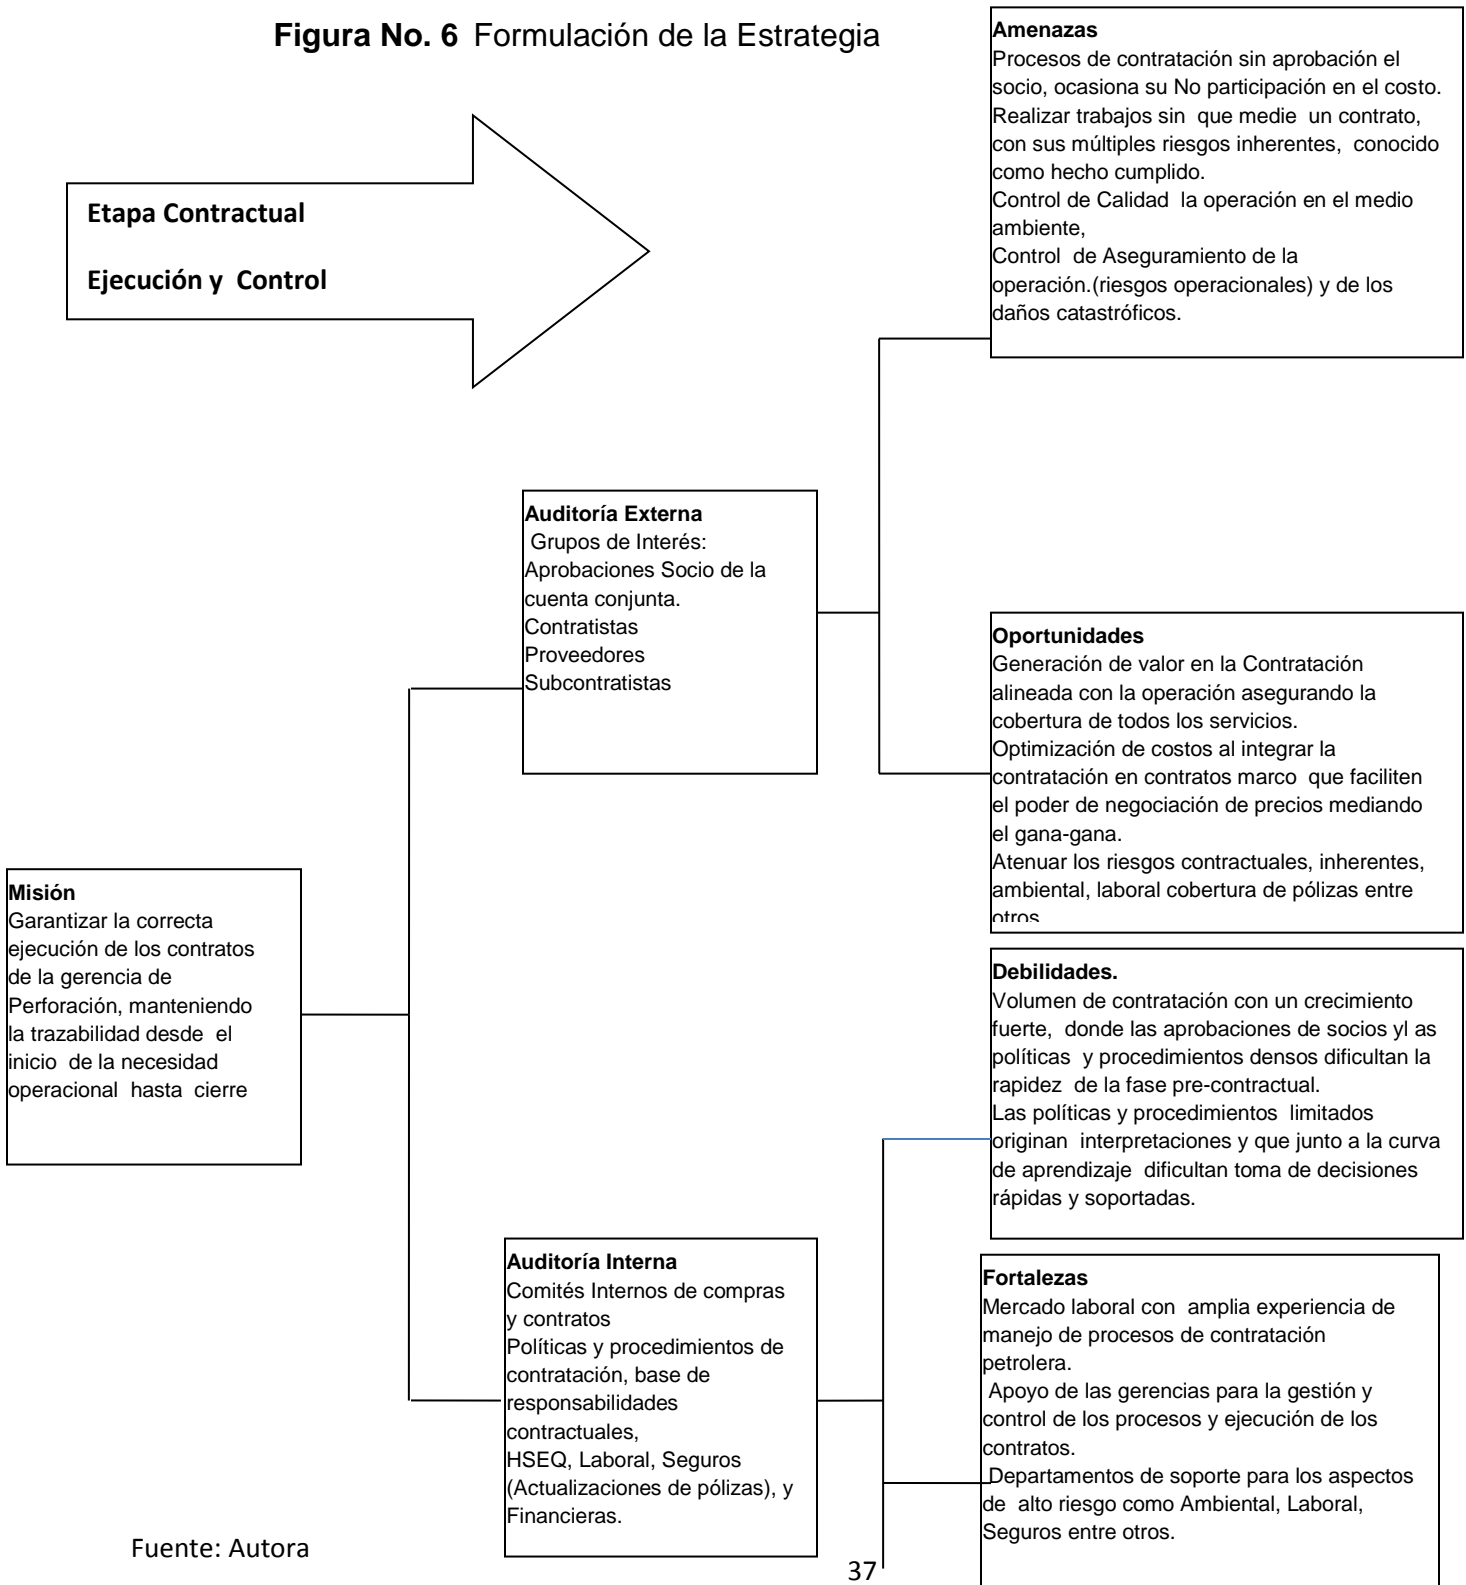 Figura No. 6 Formulación de la Estrategia
Etapa Contractual
Ejecución y Control
Amenazas
Procesos de contratación sin aprobación el
socio, ocasiona su No participación en el costo.
Realizar trabajos sin que medie un contrato,
con sus múltiples riesgos inherentes, conocido
como hecho cumplido.
Control de Calidad la operación en el medio
ambiente,
Control de Aseguramiento de la
operación.(riesgos operacionales) y de los
daños catastróficos.
Auditoría Externa
Grupos de Interés:
Aprobaciones Socio de la
cuenta conjunta.
Contratistas
Proveedores
Subcontratistas
Oportunidades
Generación de valor en la Contratación
alineada con la operación asegurando la
cobertura de todos los servicios.
Optimización de costos al integrar la
contratación en contratos marco que faciliten
el poder de negociación de precios mediando
el gana-gana.
Atenuar los riesgos contractuales, inherentes,
ambiental, laboral cobertura de pólizas entre
otros
Misión
Garantizar la correcta
ejecución de los contratos
de la gerencia de
Perforación, manteniendo
la trazabilidad desde el
inicio de la necesidad
operacional hasta cierre
Debilidades.
Volumen de contratación con un crecimiento
fuerte, donde las aprobaciones de socios yl as
políticas y procedimientos densos dificultan la
rapidez de la fase pre-contractual.
Las políticas y procedimientos limitados
originan interpretaciones y que junto a la curva
de aprendizaje dificultan toma de decisiones
rápidas y soportadas.
Auditoría Interna
Comités Internos de compras
y contratos
Políticas y procedimientos de
contratación, base de
responsabilidades
contractuales,
HSEQ, Laboral, Seguros
(Actualizaciones de pólizas), y
Financieras.
Fortalezas
Mercado laboral con amplia experiencia de
manejo de procesos de contratación
petrolera.
Apoyo de las gerencias para la gestión y
control de los procesos y ejecución de los
contratos.
Departamentos de soporte para los aspectos
de alto riesgo como Ambiental, Laboral,
Seguros entre otros.
Fuente: Autora
37